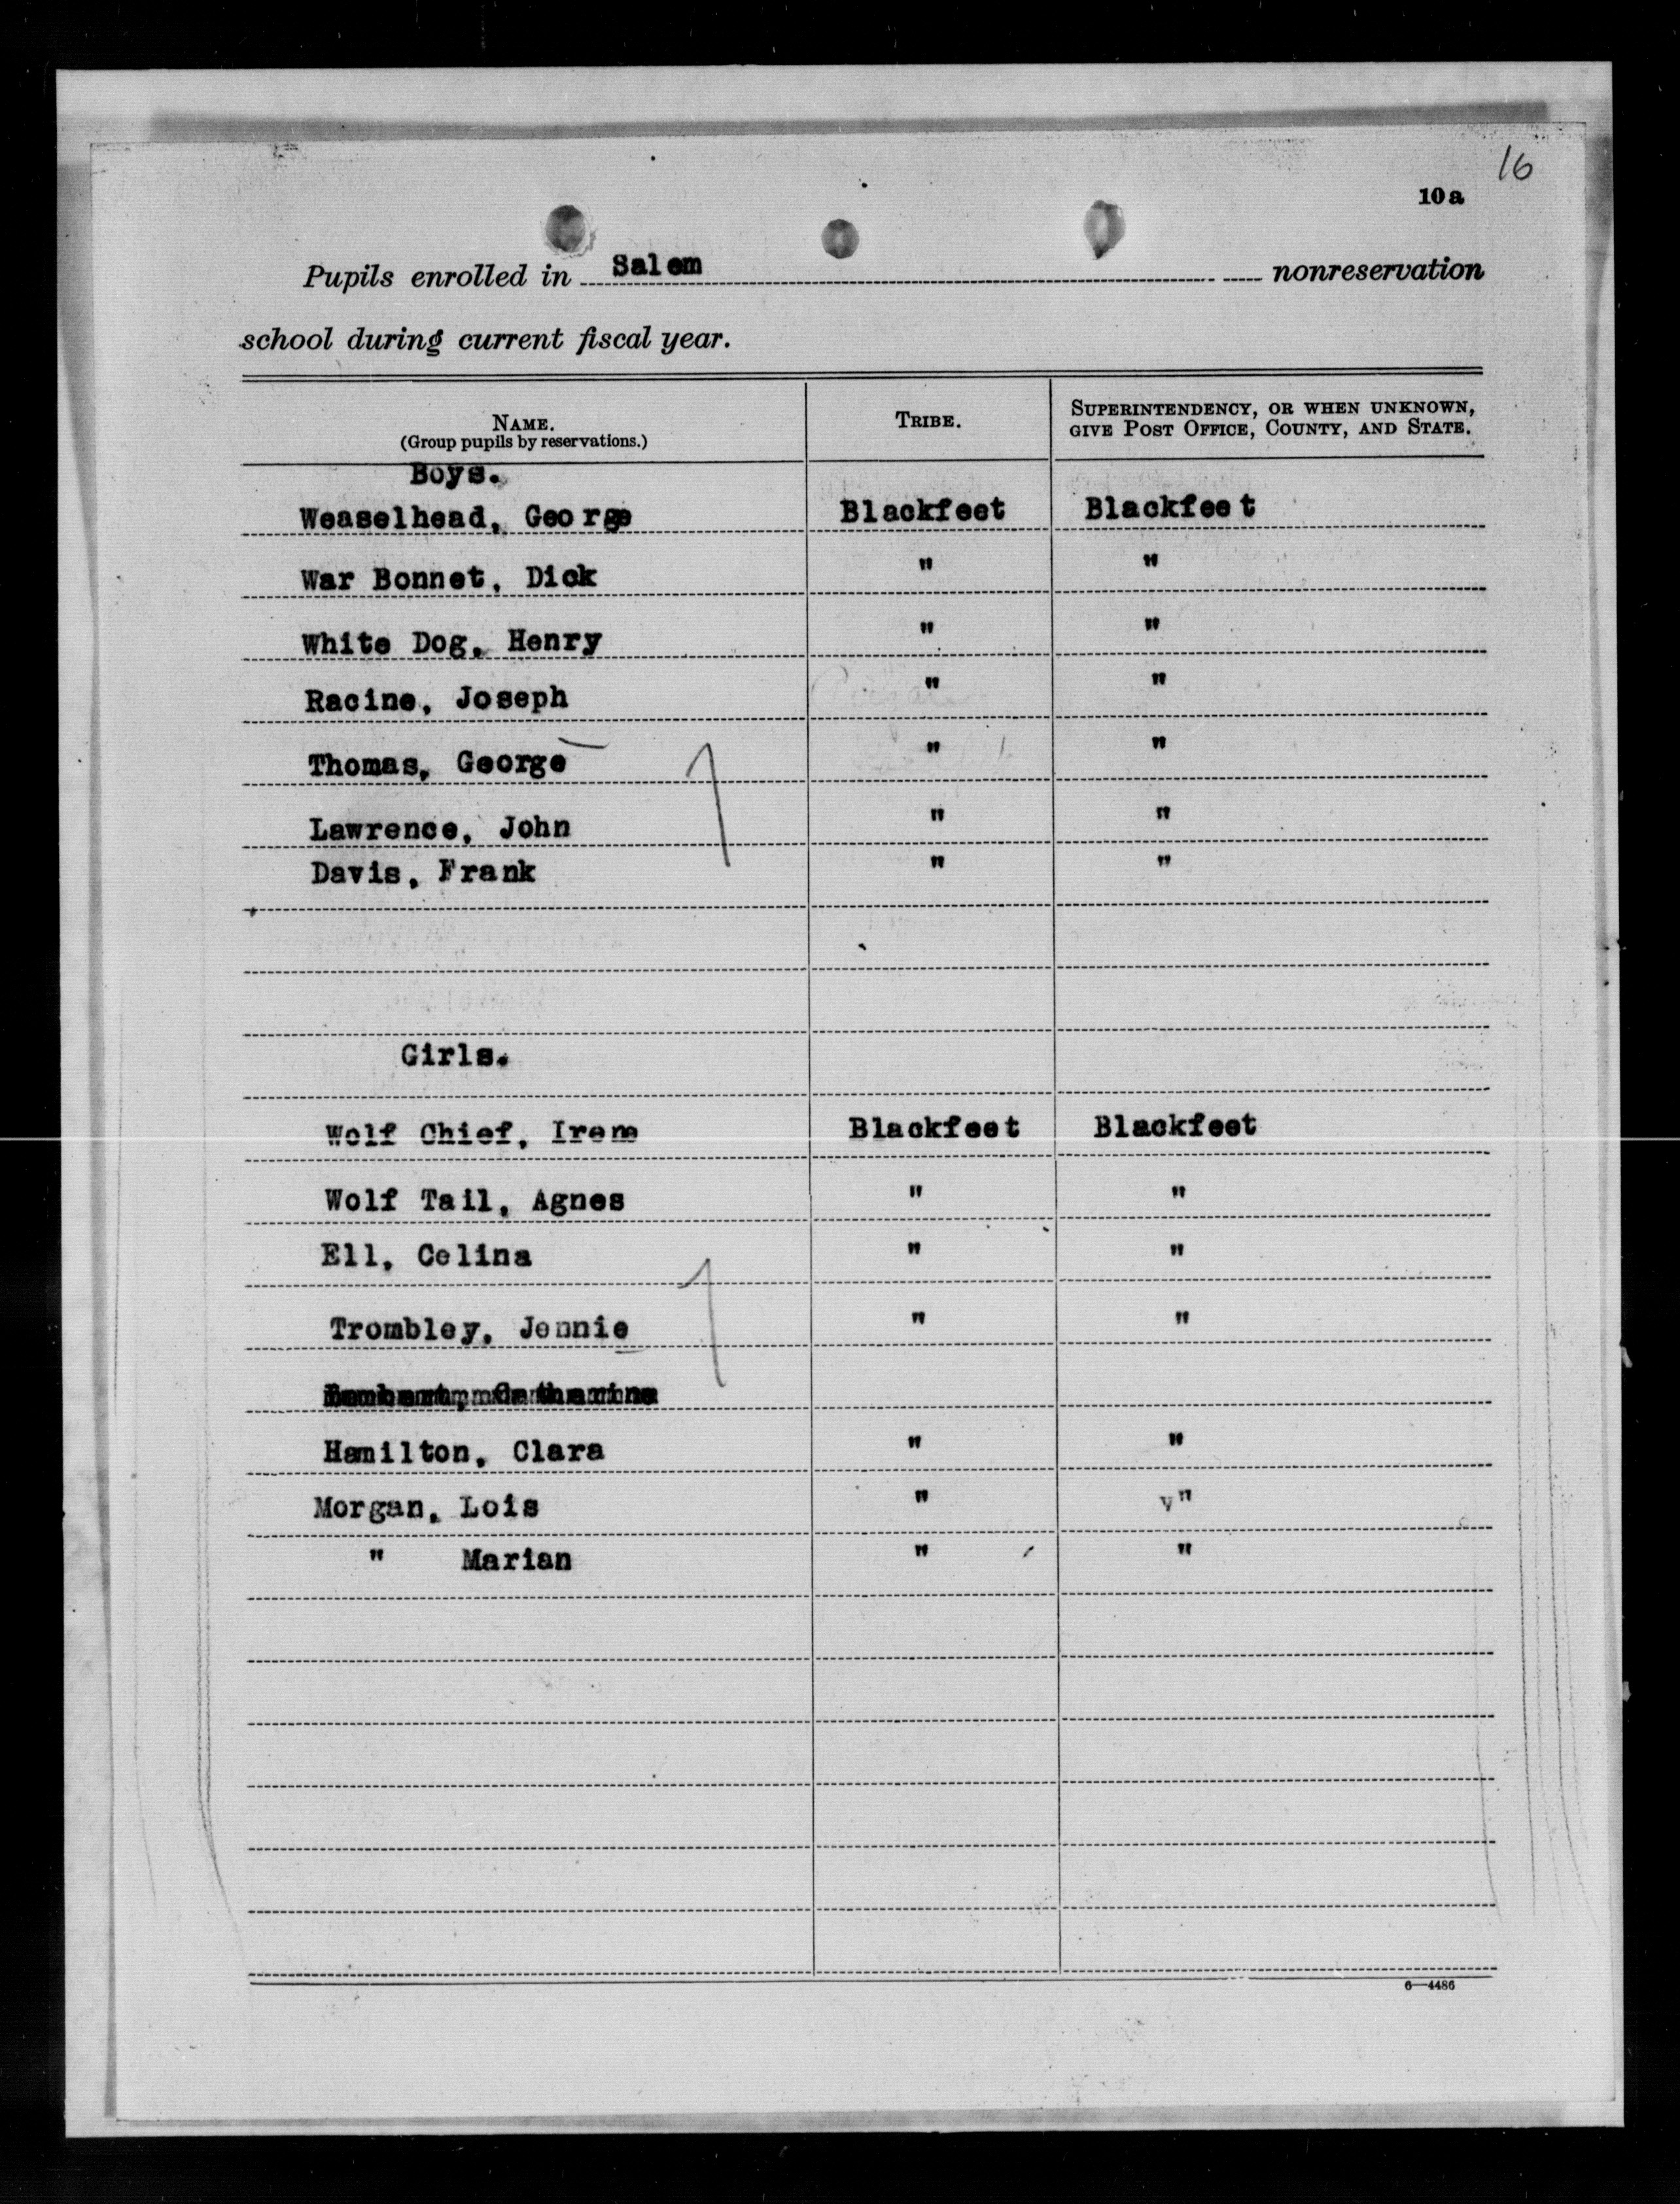 16
10a
Pupils enrolled in Salem nonreservation
school during current fiscal year.
NAME. TRIBE. SUPERINTENDENCY, OR WHEN UNKNOWN,
(Group pupils by reservations.) GIVE POST OFFICE, COUNTY, AND STATE.
Boys.
Weaselhead, George Blackfeet Blackfeet
War Bonnet, Dick " "
White Dog, Henry " "
Racine, Joseph " "
Thomas, George " "
Lawrence, John " "
Davis, Frank " "
Girls.
Wolf Chief, Irene Blackfeet Blackfeet
Wolf Tail, Agnes " "
Ell, Celina " "
Trombley, Jennie " "
Hamilton, Clara " "
Morgan, Lois " "
" Marian " "
6—4486